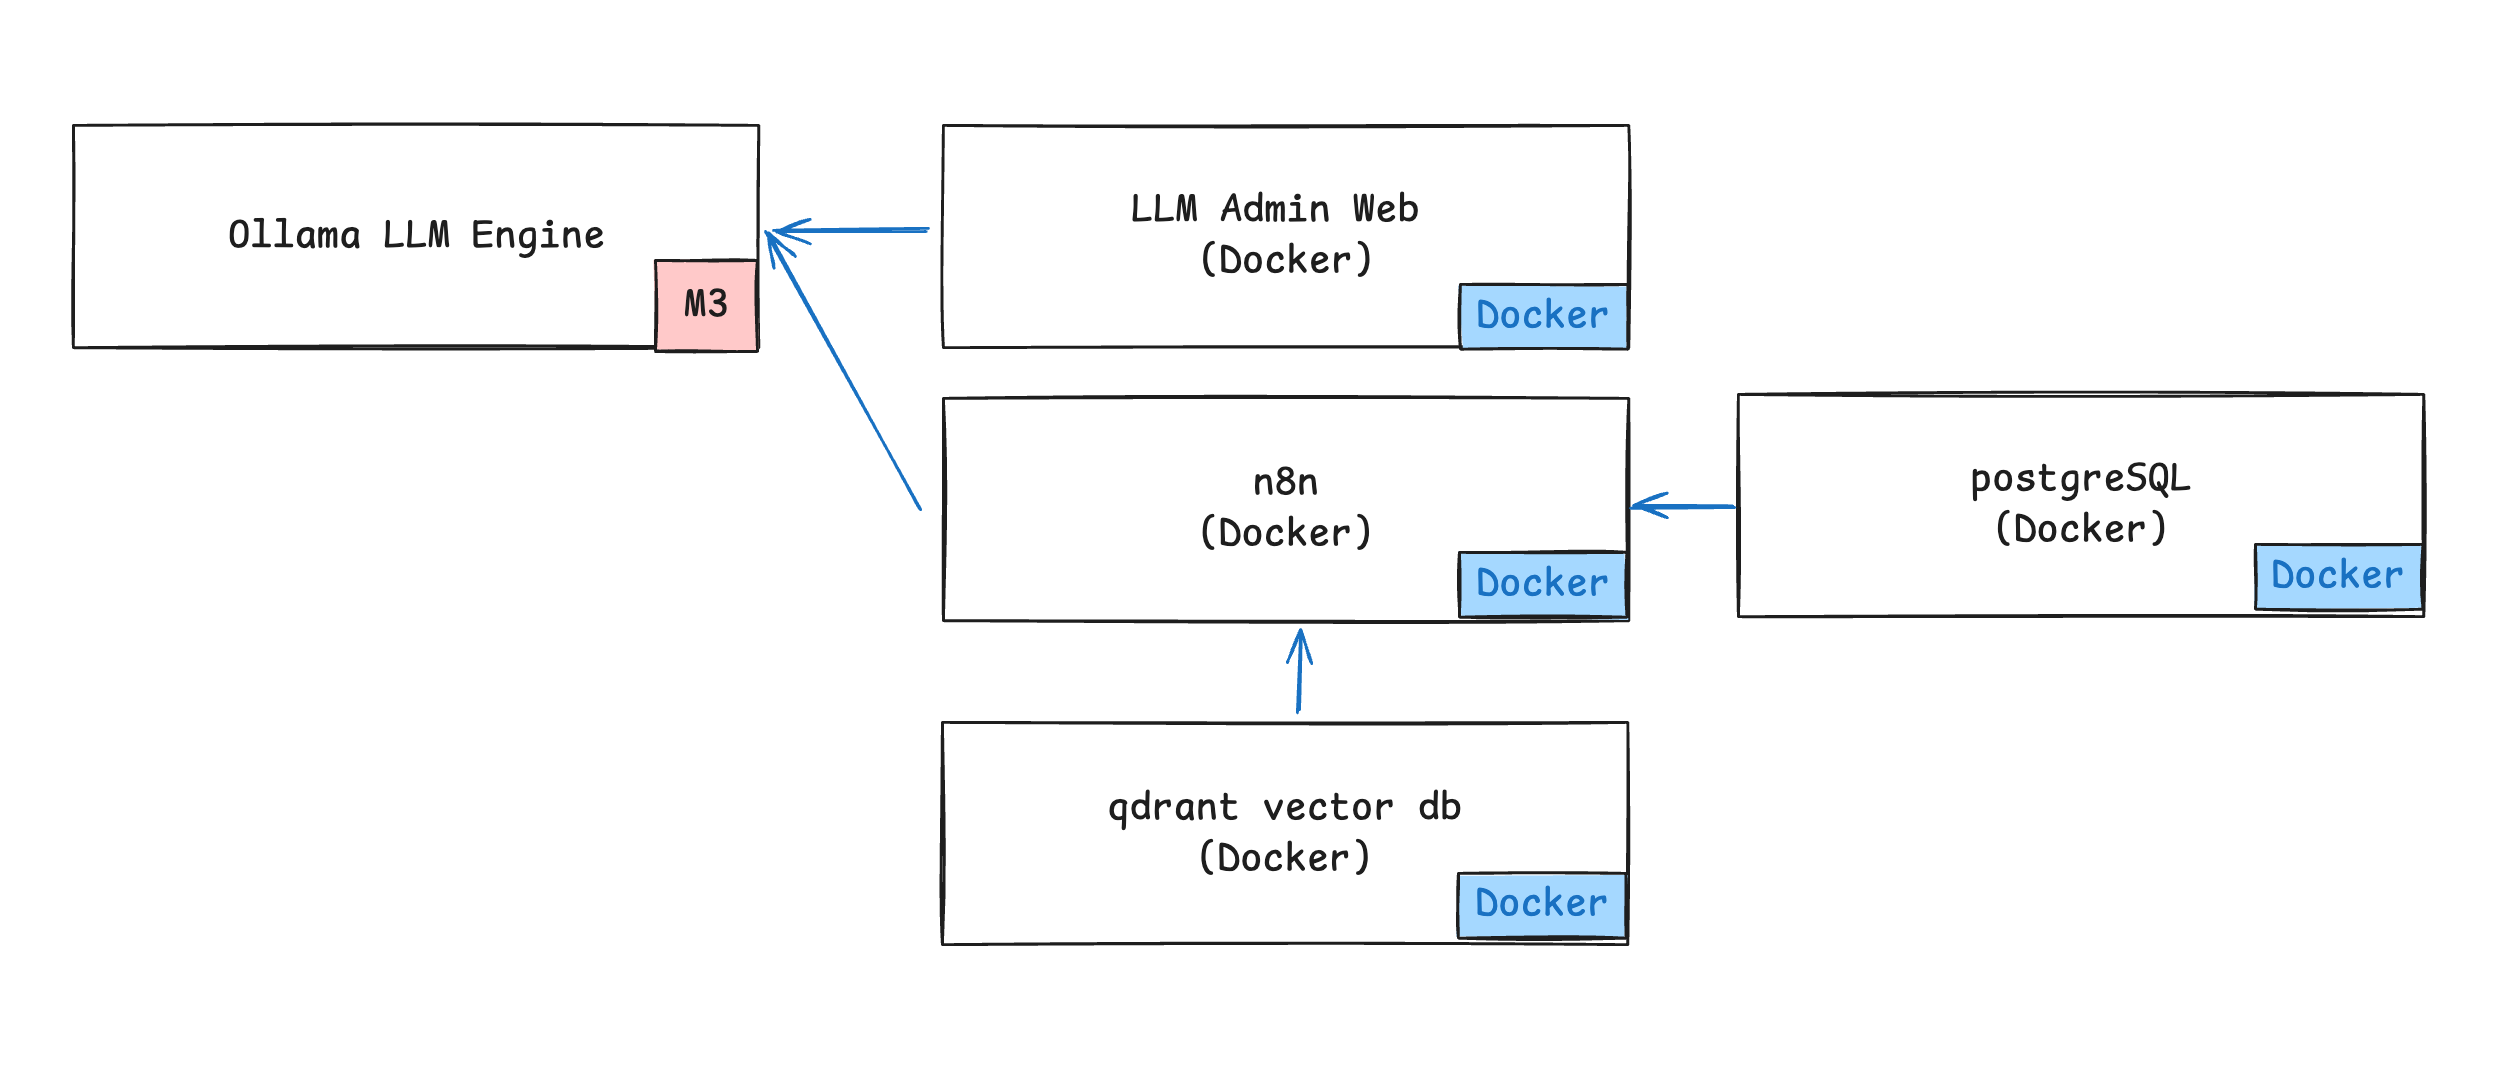 Ollama LLM Engine
M3
LLM Admin Web
(Docker)
Docker
n8n
(Docker)
Docker
postgreSQL
(Docker)
Docker
qdrant vector db
(Docker)
Docker